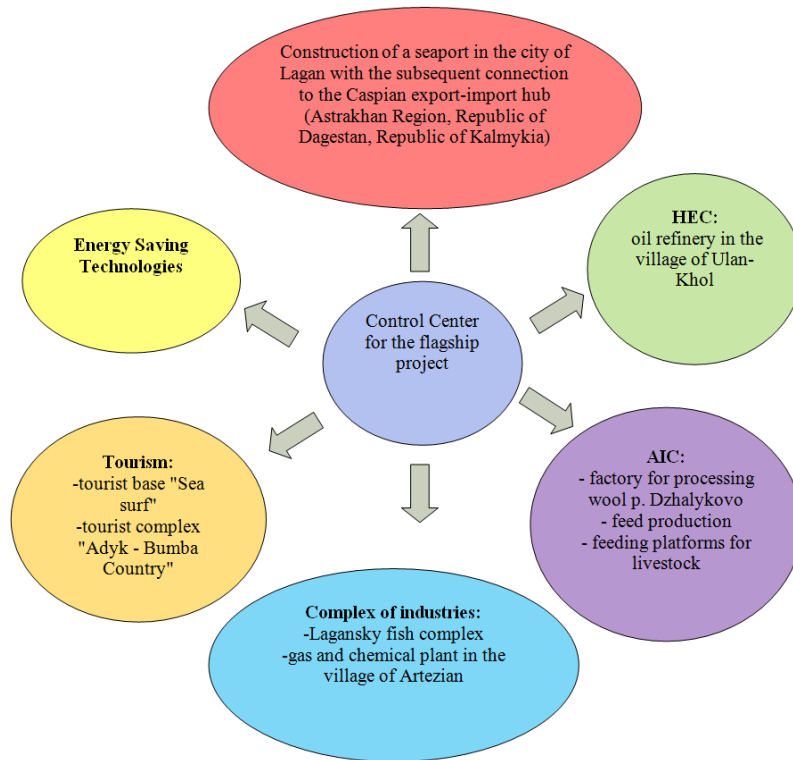 Construction of a seaport in the city of
Lagan with the subsequent connection
to the Caspian export-import hub
(Astrakhan Region, Republic of
Dagestan, Republic of Kalmykia)
Energy Saving
Technologies
HEC:
oil refinery in the
village of Ulan-
Khol
Control Center
for the flagship
project
Tourism:
-tourist base "Sea
surf"
-tourist complex
"Adyk - Bumba
Country"
AIC:
- factory for processing
wool p. Dzhalykovo
- feed production
- feeding platforms for
livestock
Complex of industries:
-Lagansky fish complex
-gas and chemical plant in the
village of Artezian